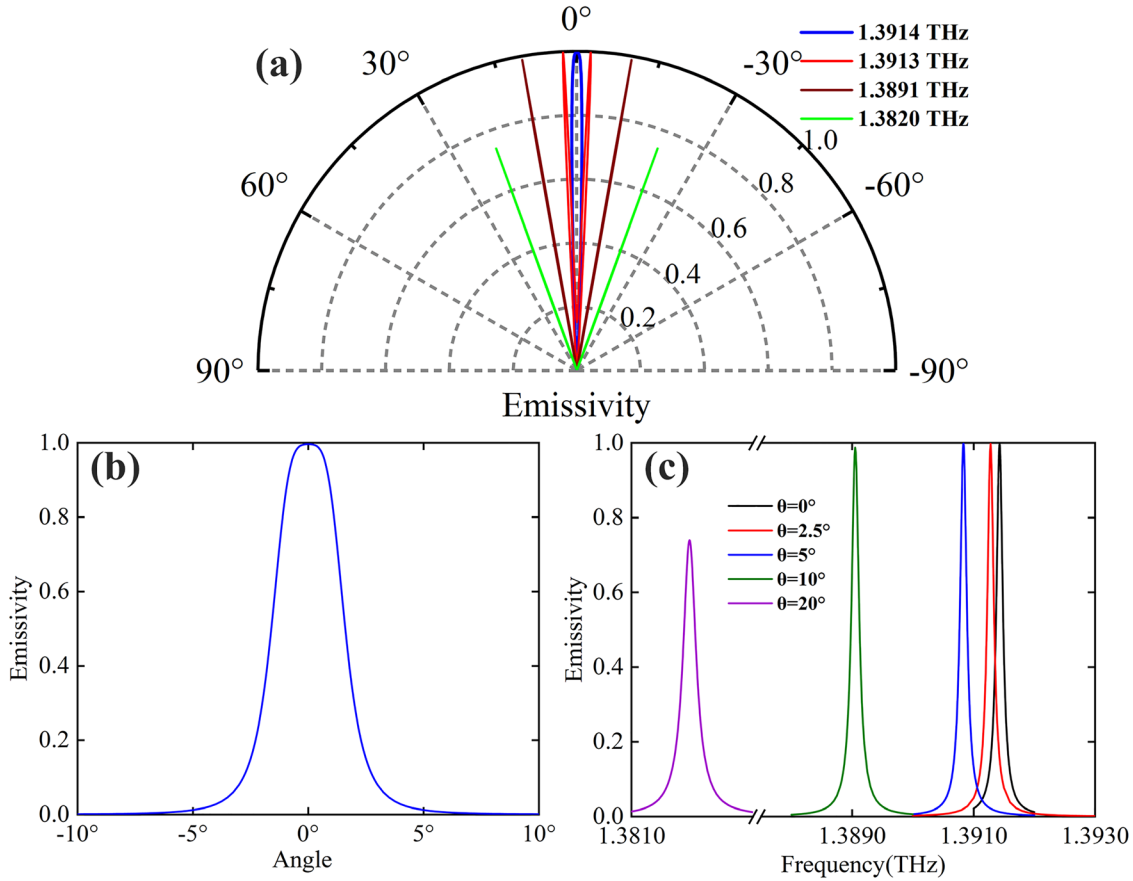 0°
(a)
30°
-30°
1.3914 THz
1.3913 THz
1.3891 THz
1.3820 THz
1.0
60°
0.8
-60°
0.6
0.4
0.2
90°
-90°
Emissivity
(b)
1.0
0.8
0.6
0.4
0.2
0.0
Emissivity
-10°
-5°
0°
5°
10°
Angle
(c)
1.0
0.8
0.6
0.4
0.2
0.0
Emissivity
θ=0°
θ=2.5°
θ=5°
θ=10°
θ=20°
1.3810
1.3890
1.3910
1.3930
Frequency(THz)